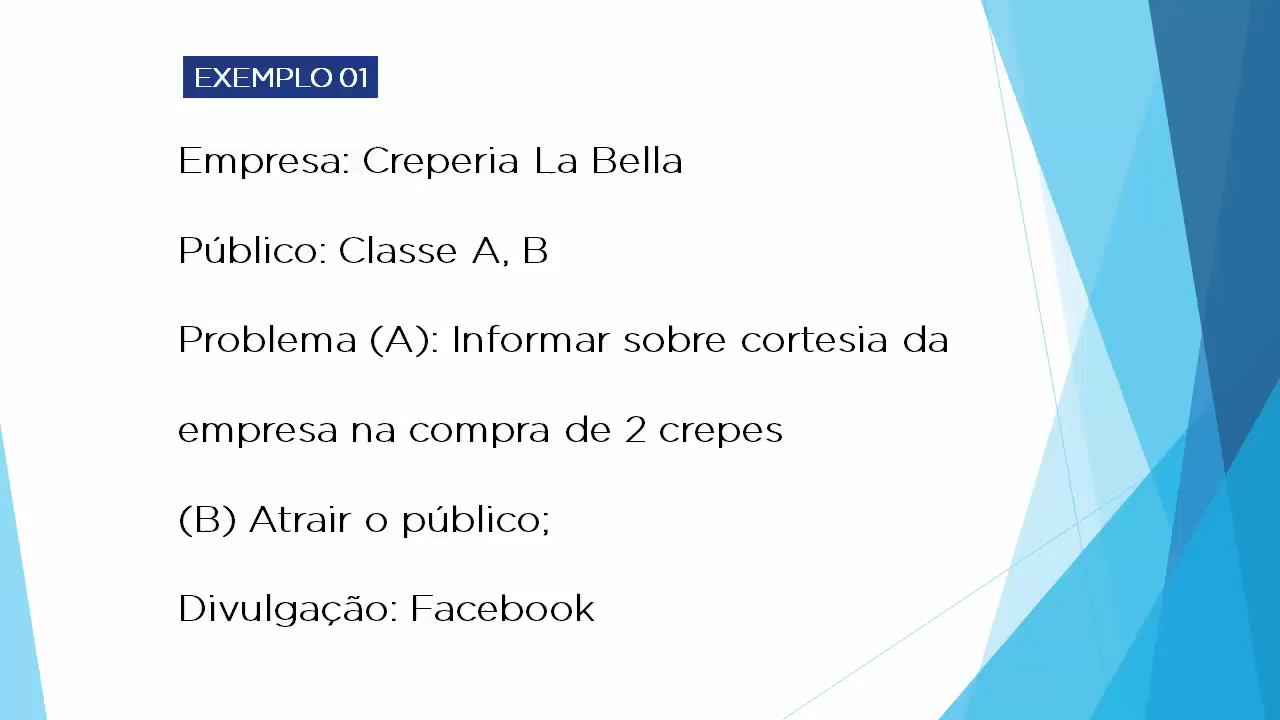 EXEMPLO 01
Empresa: Creperia La Bella
Público: Classe A, B
Problema (A): Informar sobre cortesia da
empresa na compra de 2 crepes
(B) Atrair o público;
Divulgação: Facebook